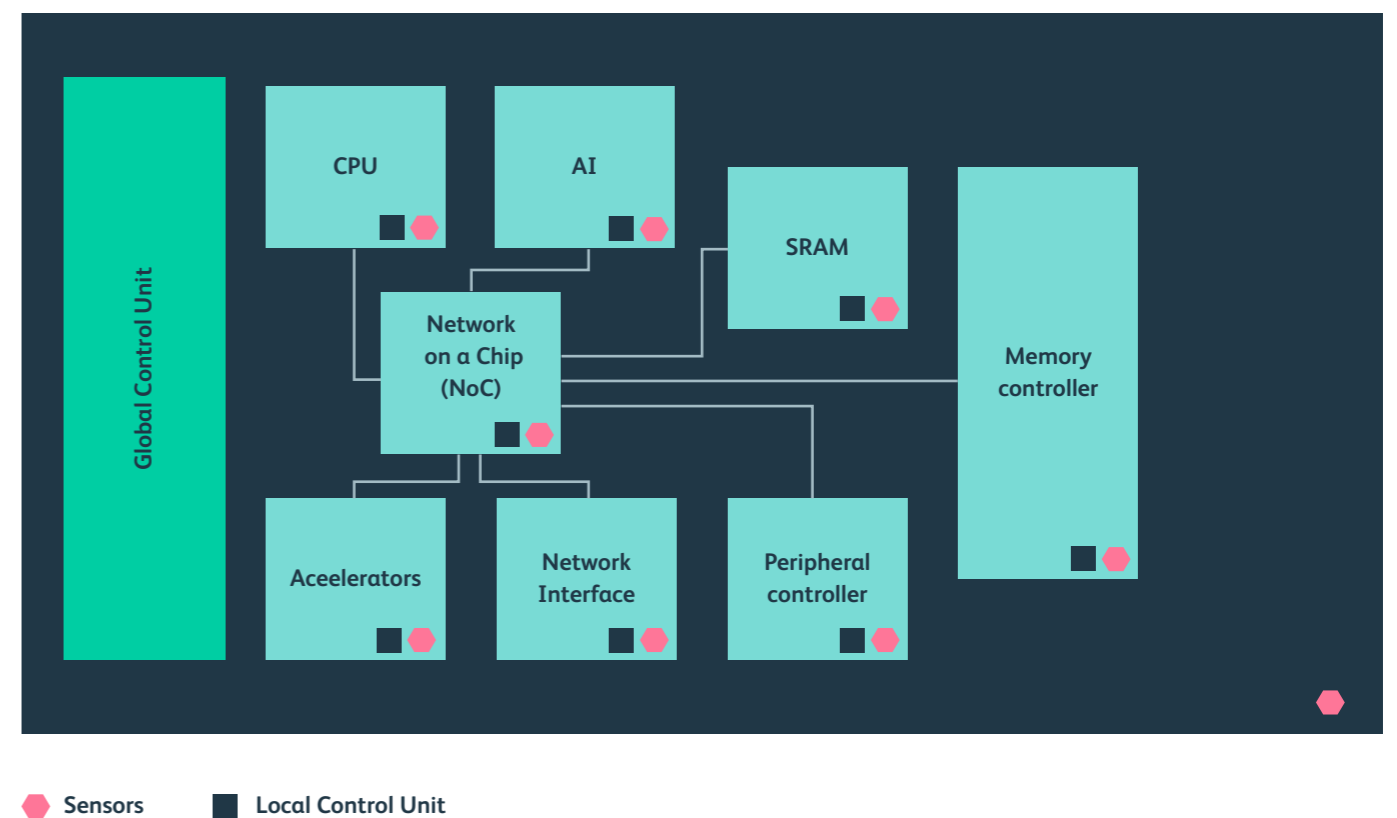 Global Control Unit
CPU
AI
SRAM
Network
on a Chip
(NoC)
Memory
controller
Aceelerators
Network
Interface
Peripheral
controller
Sensors
Local Control Unit